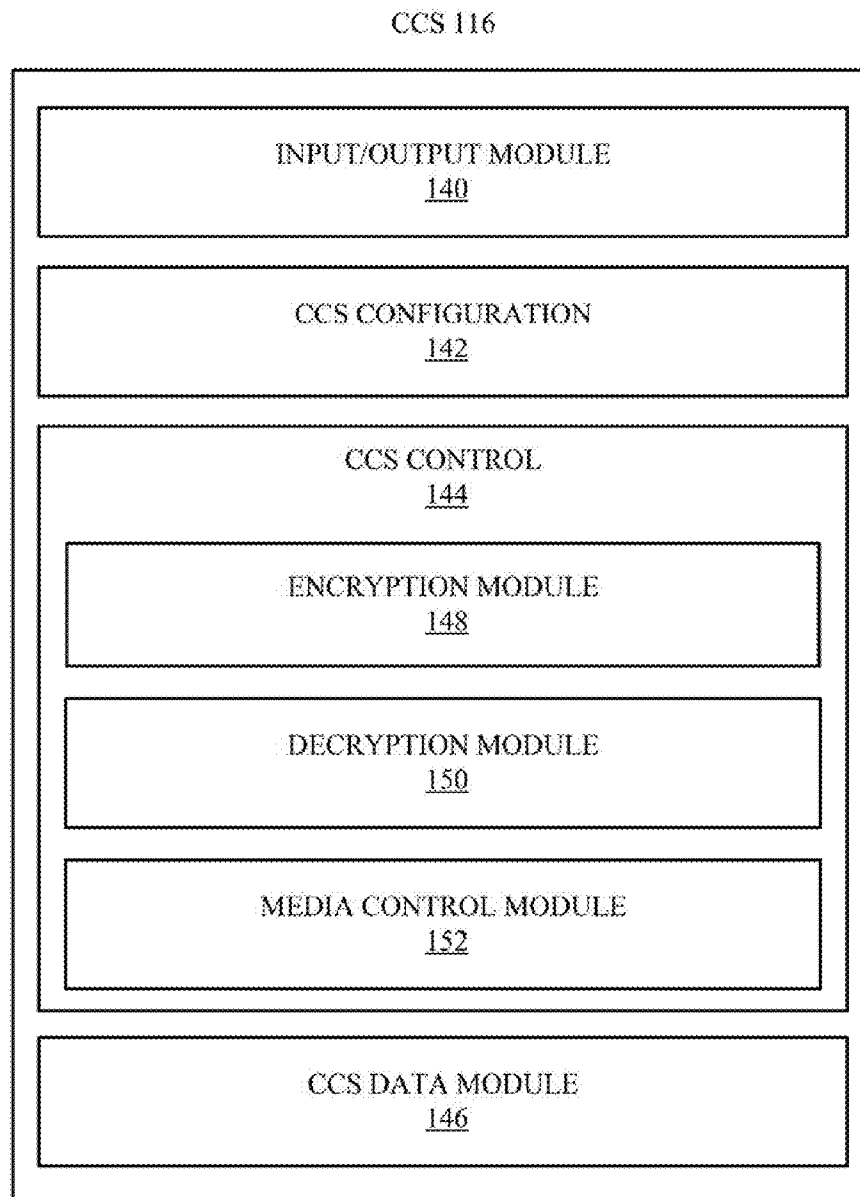 CCS 116
INPUT/OUTPUT MODULE
140
CCS CONFIGURATION
142
CCS CONTROL
144
ENCRYPTION MODULE
148
DECRYPTION MODULE
150
MEDIA CONTROL MODULE
152
CCS DATA MODULE
146